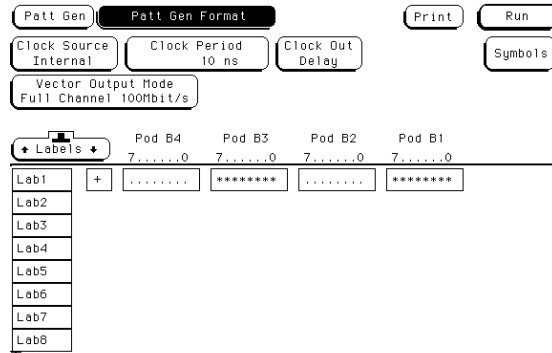 Patt Gen Patt Gen Format Print Run
Clock Source Internal Clock Period 10 ns Clock Out Delay Symbols
Vector Output Mode
Full Channel 100Mbit/s
Labels Pod B4 Pod B3 Pod B2 Pod B1
7......0 7......0 7......0 7......0
Lab1 + ........ ******** ........ ********
Lab2
Lab3
Lab4
Lab5
Lab6
Lab7
Lab8